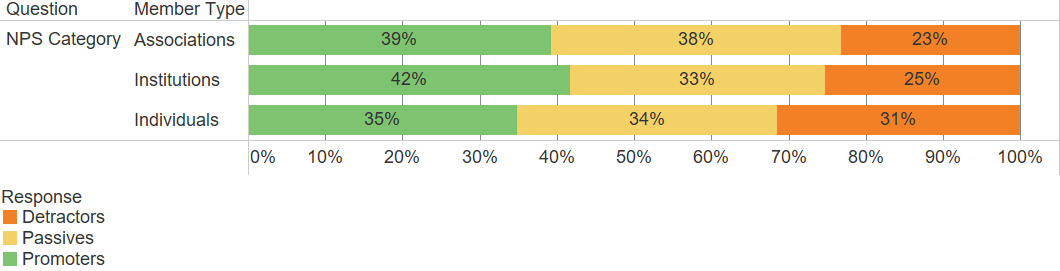 Question Member Type
NPS Category Associations 39% 38% 23%
Institutions 42% 33% 25%
Individuals 35% 34% 31%
0% 10% 20% 30% 40% 50% 60% 70% 80% 90% 100%
Response
Detractors
Passives
Promoters